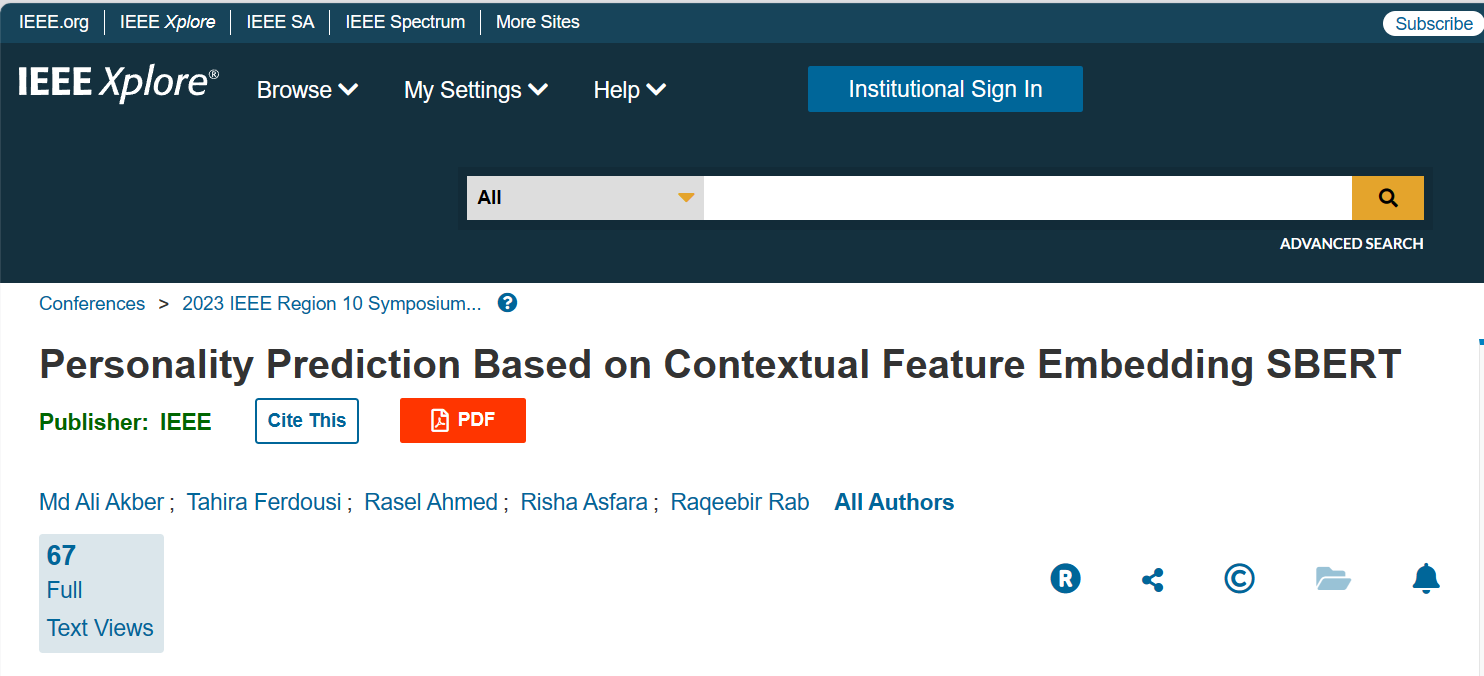 IEEE.org IEEE Xplore IEEE SA IEEE Spectrum More Sites Subscribe
IEEE Xplore® Browse My Settings Help Institutional Sign In
All
ADVANCED SEARCH
Conferences > 2023 IEEE Region 10 Symposium... ?
Personality Prediction Based on Contextual Feature Embedding SBERT
Publisher: IEEE Cite This PDF
Md Ali Akber ; Tahira Ferdousi ; Rasel Ahmed ; Risha Asfara ; Raqeebir Rab All Authors
67
Full
Text Views
R ©